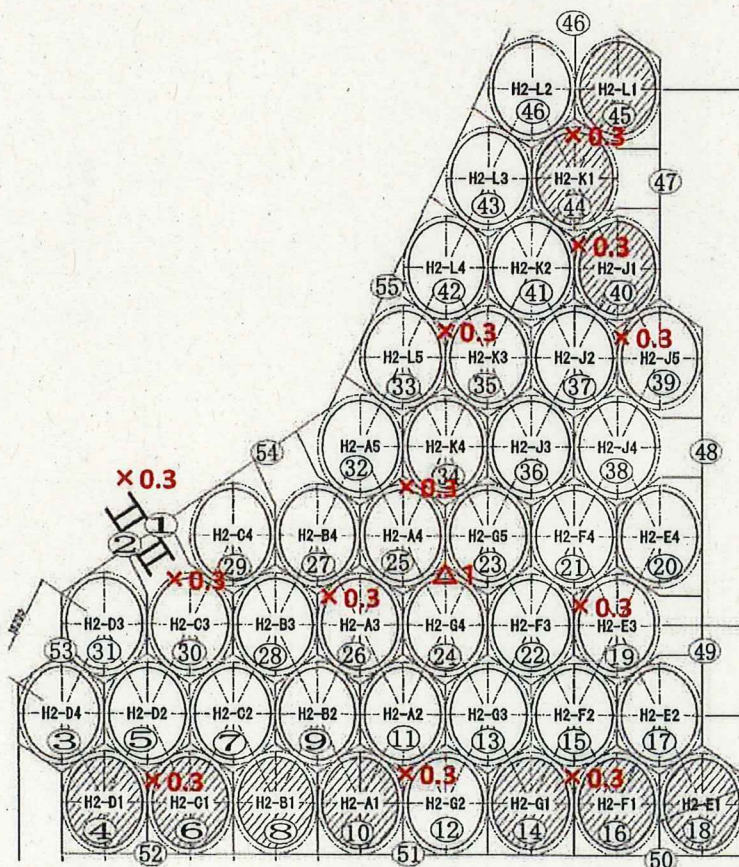 ㊻
H2-L2 H2-L1
㊻ ㊺
×0.3
H2-L3 H2-K1 ㊼
㊸ ㊹
×0.3
H2-L4 H2-K2 H2-J1
㊷ ㊶ ㊵
55
×0.3 ×0.3
H2-L5 H2-K3 H2-J2 H2-J5
㉝ ㉟ ㊲ ㊴
H2-A5 H2-K4 H2-J3 H2-J4
54 ㊽
㉜ ㉞ ㊱ ㊳
×0.3 ×0.3
① H2-C4 H2-B4 H2-A4 H2-G5 H2-F4 H2-E4
② ㉙ ㉗ ㉕ ㉓ ㉑ ⑳
×0.3 △1
×0.3 ×0.3
H2-D3 H2-C3 H2-B3 H2-A3 H2-G4 H2-F3 H2-E3
53 ㉛ ㉚ ㉘ ㉖ ㉔ ㉒ ⑲ ㊾
H2-D4 H2-D2 H2-C2 H2-B2 H2-A2 H2-G3 H2-F2 H2-E2
③ ⑤ ⑦ ⑨ ⑪ ⑬ ⑮ ⑰
×0.3 ×0.3 ×0.3
H2-D1 H2-C1 H2-B1 H2-A1 H2-G2 H2-G1 H2-F1 H2-E1
④ ⑥ ⑧ ⑩ ⑫ ⑭ ⑯ ⑱
52 51 ㊿